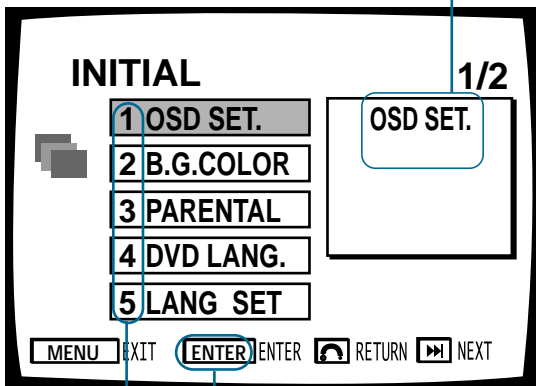 INITIAL 1/2
1 OSD SET.
2 B.G.COLOR
3 PARENTAL
4 DVD LANG.
5 LANG SET
OSD SET.
MENU EXIT ENTER ENTER RETURN NEXT